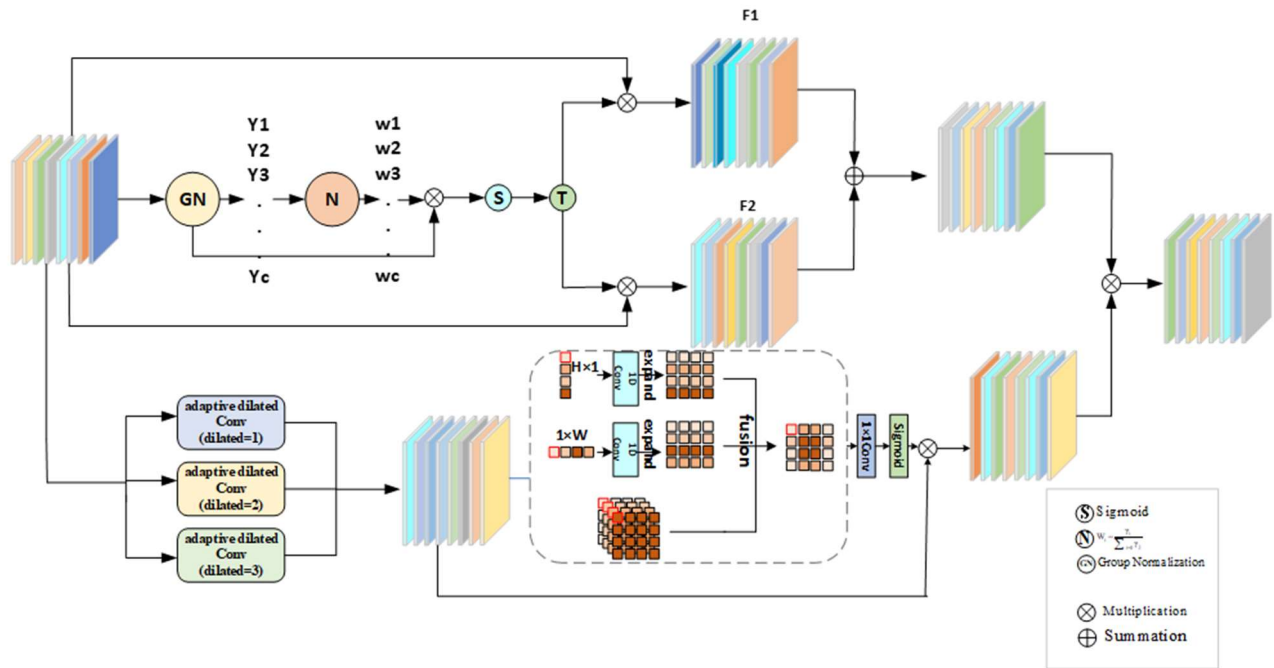 F1
Y1
Y2
Y3
.
.
.
Yc
w1
w2
w3
.
.
.
wc
GN
N
S
T
F2
H×1
1D
Conv
expand
1×W
1D
Conv
expand
fusion
1×1Conv
Sigmoid
adaptive dilated
Conv
(dilated=1)
adaptive dilated
Conv
(dilated=2)
adaptive dilated
Conv
(dilated=3)
S Sigmoid
N
GN Group Normalization
Multiplication
Summation